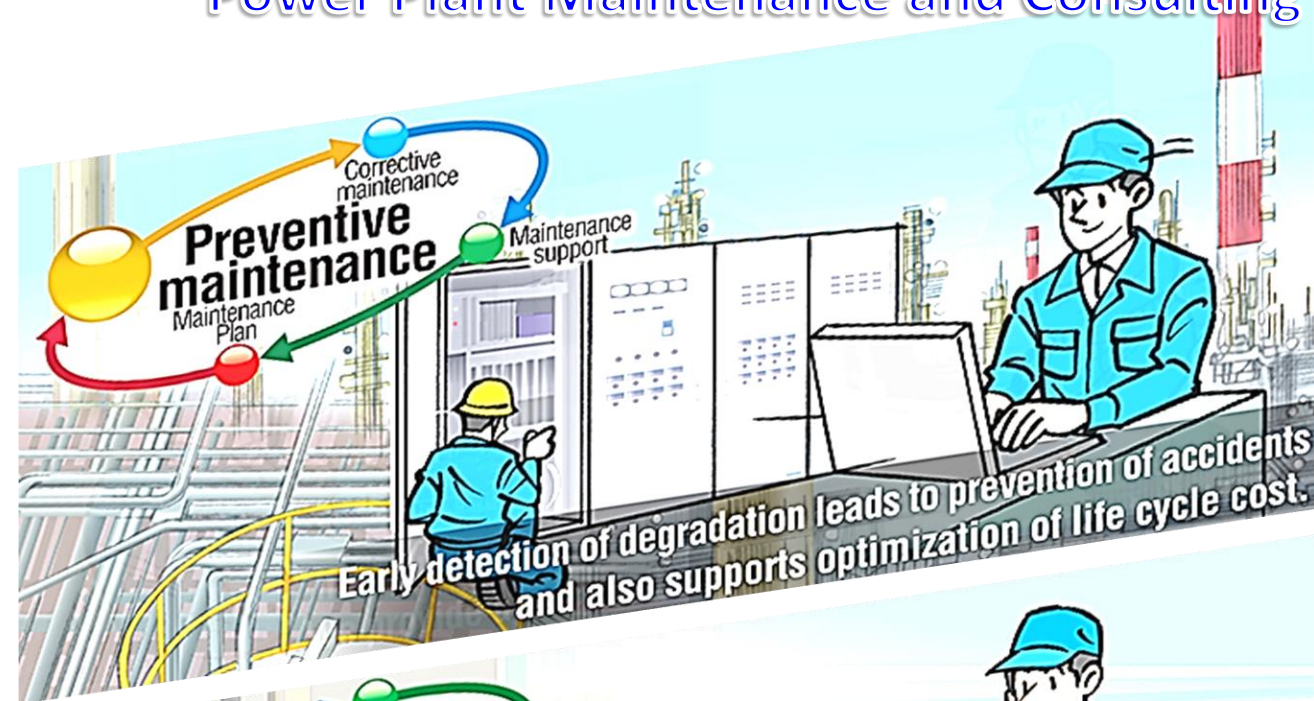 Power Plant Maintenance and Consulting
Corrective
maintenance
Preventive
maintenance
Maintenance
support
Maintenance
Plan
Early detection of degradation leads to prevention of accidents
and also supports optimization of life cycle cost.